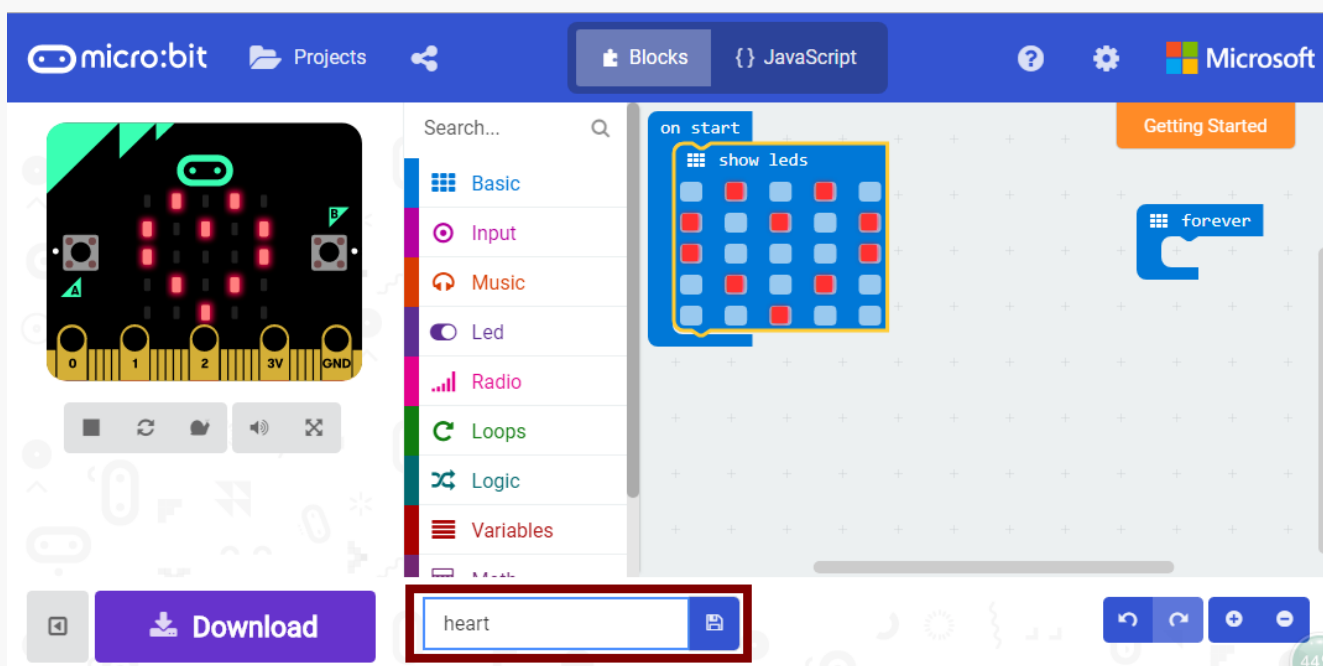 micro:bit
Projects
Blocks
{} JavaScript
Microsoft
Search...
Basic
Input
Music
Led
Radio
Loops
Logic
Variables
Math
on start
show leds
Getting Started
forever
A
B
0 1 2 3V GND
Download
heart